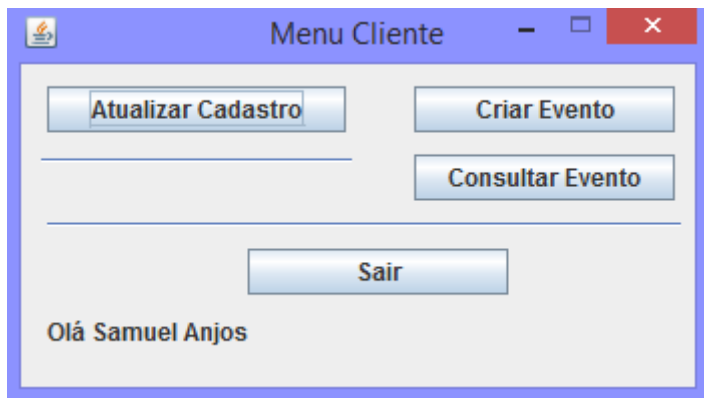 Menu Cliente
Atualizar Cadastro
Criar Evento
Consultar Evento
Sair
Olá Samuel Anjos